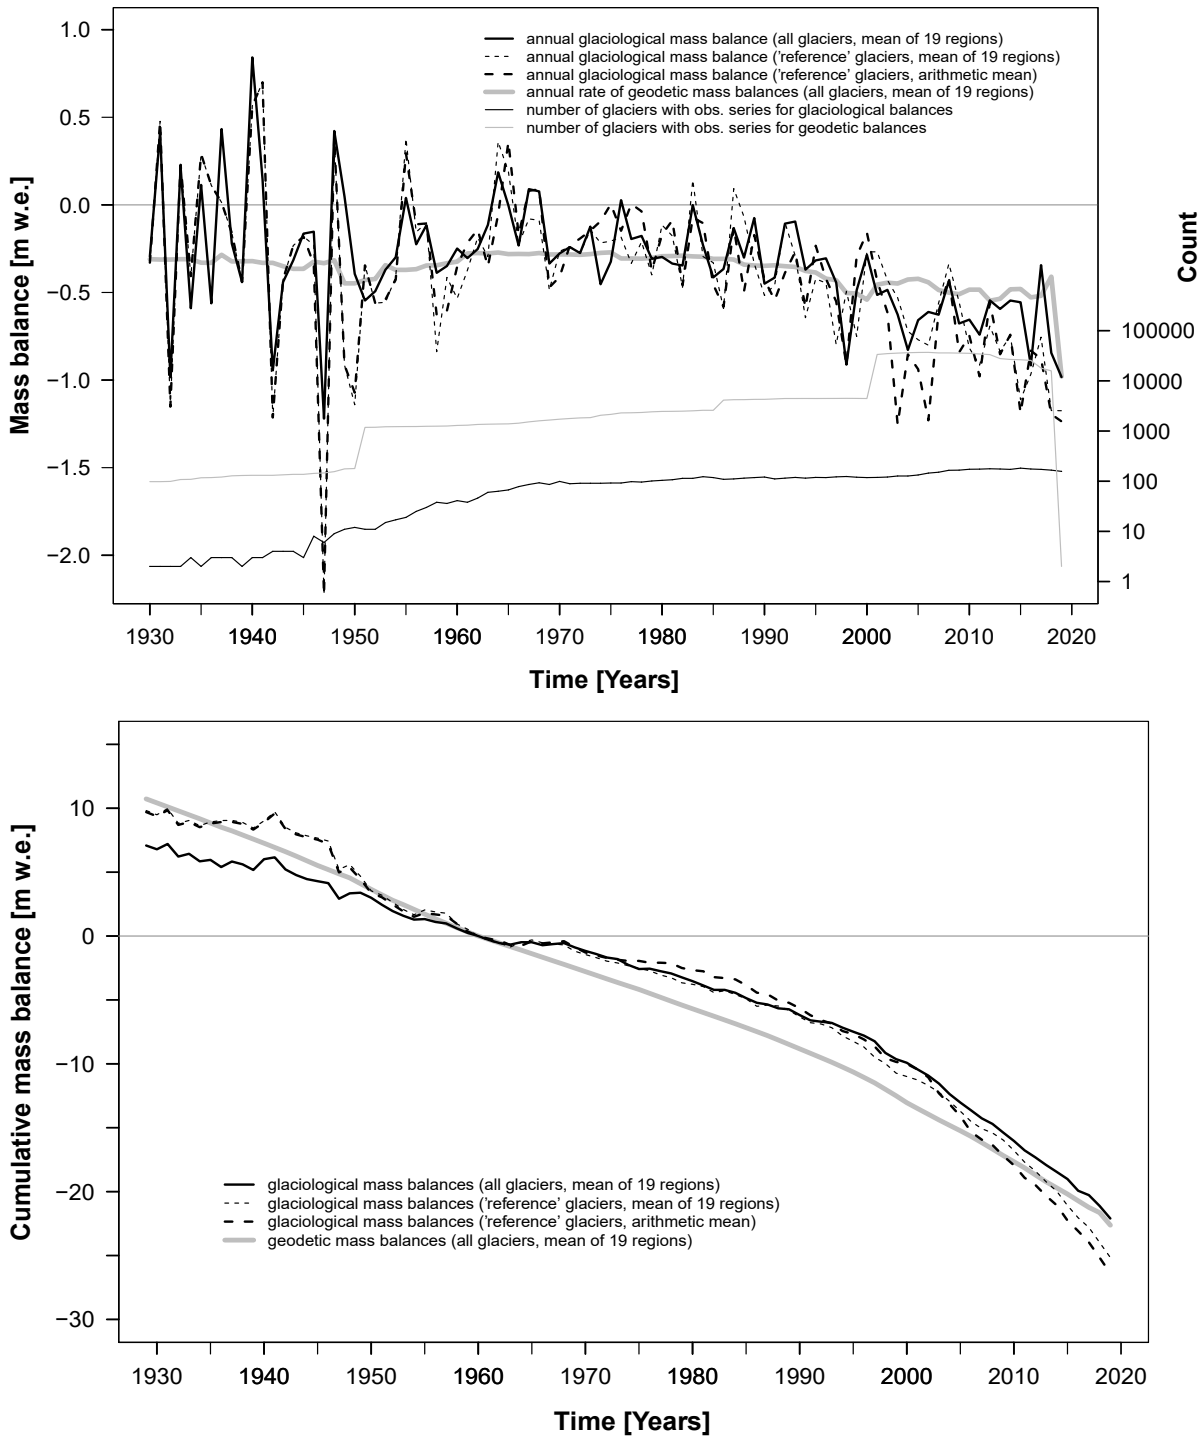 1.0
0.5
0.0
−0.5
−1.0
−1.5
−2.0
Mass balance [m w.e.]
annual glaciological mass balance (all glaciers, mean of 19 regions)
annual glaciological mass balance ('reference' glaciers, mean of 19 regions)
annual glaciological mass balance ('reference' glaciers, arithmetic mean)
annual rate of geodetic mass balances (all glaciers, mean of 19 regions)
number of glaciers with obs. series for glaciological balances
number of glaciers with obs. series for geodetic balances
Count
100000
10000
1000
100
10
1
1930 1940 1950 1960 1970 1980 1990 2000 2010 2020
Time [Years]
10
0
−10
−20
−30
Cumulative mass balance [m w.e.]
glaciological mass balances (all glaciers, mean of 19 regions)
glaciological mass balances ('reference' glaciers, mean of 19 regions)
glaciological mass balances ('reference' glaciers, arithmetic mean)
geodetic mass balances (all glaciers, mean of 19 regions)
1930 1940 1950 1960 1970 1980 1990 2000 2010 2020
Time [Years]